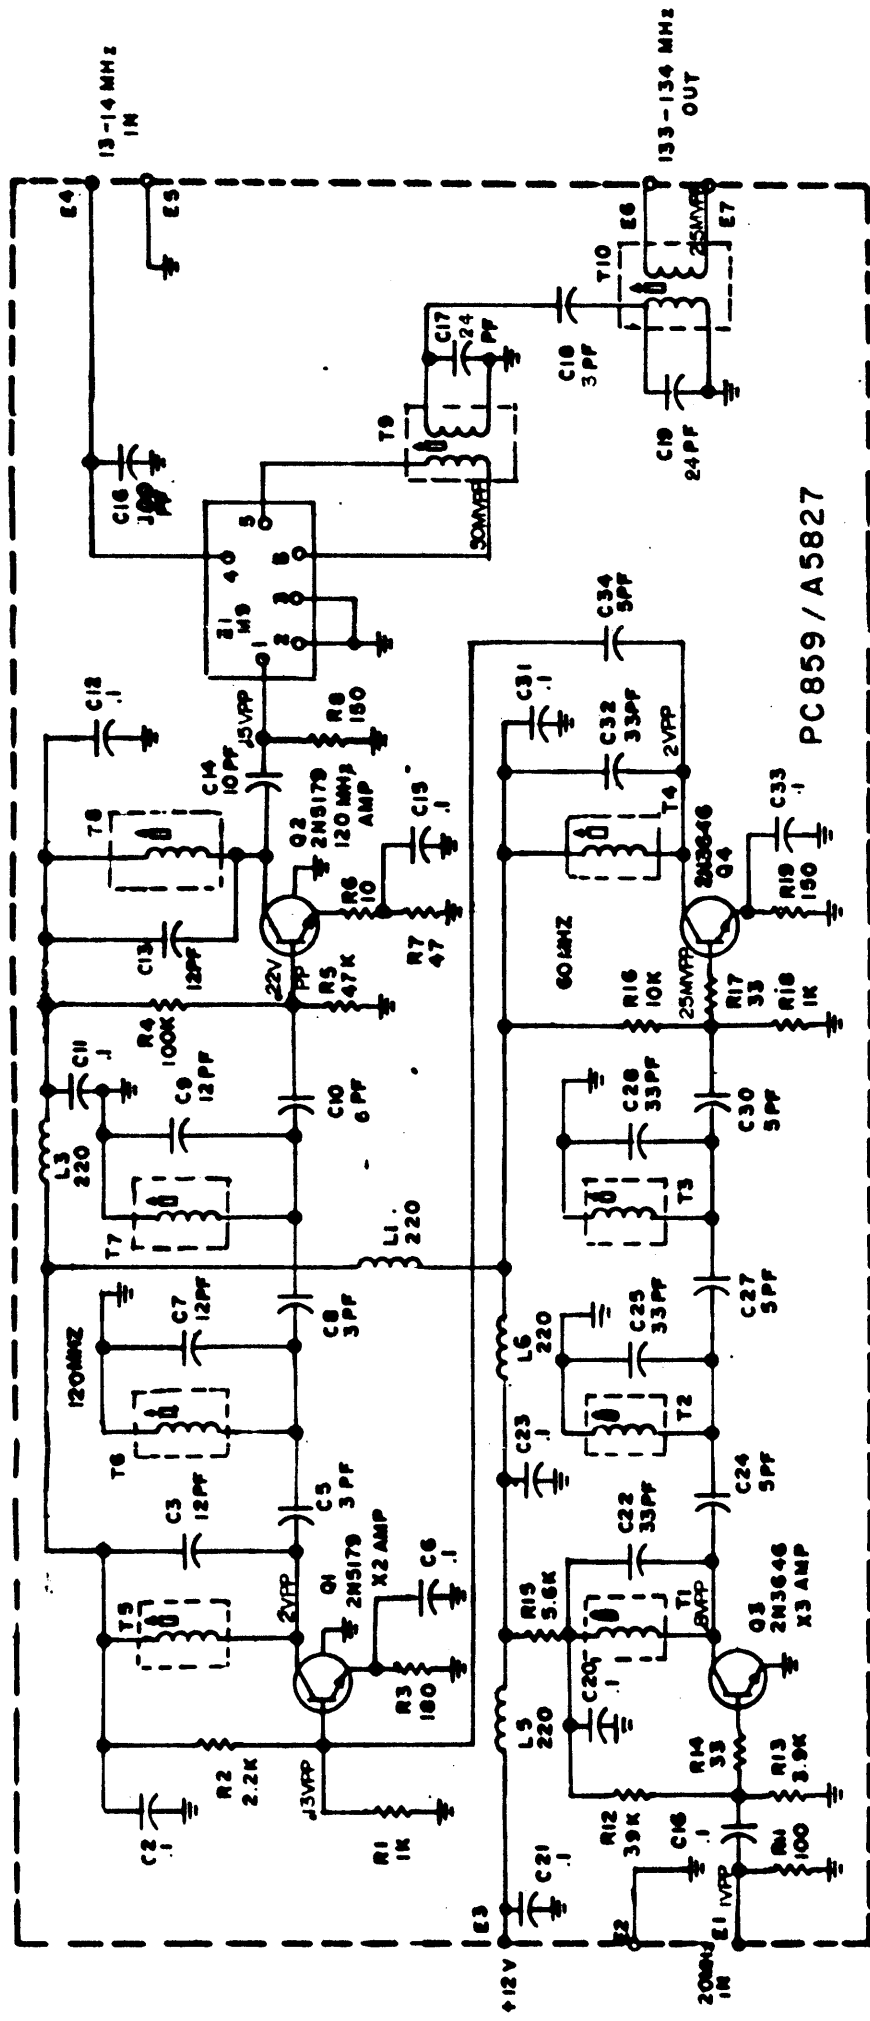 13-14 MHz
IN
E4
E5
133-134 MHz
OUT
E6
E7
25MVPP
T10
C16
C17
24
PF
C18
3PF
C19
24PF
T9
50MVPP
Z1
M9
1
2
3
4
5
6
C12
.1
T8
C13
12PF
C14
10PF
.15VPP
R8
150
Q2
2N5179
120 MHz
AMP
R6
10
C15
.1
R7
47
.22V
PP
R5
47K
R4
100K
C11
.1
C9
12PF
C10
6PF
L3
220
T7
L1
220
120MHZ
C7
12PF
C8
3PF
T6
C3
12PF
C5
3PF
T5
2VPP
Q1
2N5179
X2 AMP
C6
.1
R3
180
R2
2.2K
.13VPP
R1
1K
C2
.1
C34
5PF
C31
.1
C32
33PF
2VPP
T4
2N3646
Q4
C33
.1
R19
150
60MHZ
R16
10K
25MVPP
R17
33
R18
1K
C28
33PF
C30
5PF
T3
C27
5PF
L6
220
C25
33PF
T2
C23
.1
C24
5PF
C22
33PF
R15
5.6K
T1
.8VPP
Q3
2N3646
X3 AMP
C20
.1
L5
220
R14
33
R13
3.9K
R12
39K
C16
.1
R11
100
1VPP
C21
.1
E3
+12V
E2
E1
20MHz
IN
PC859/A5827